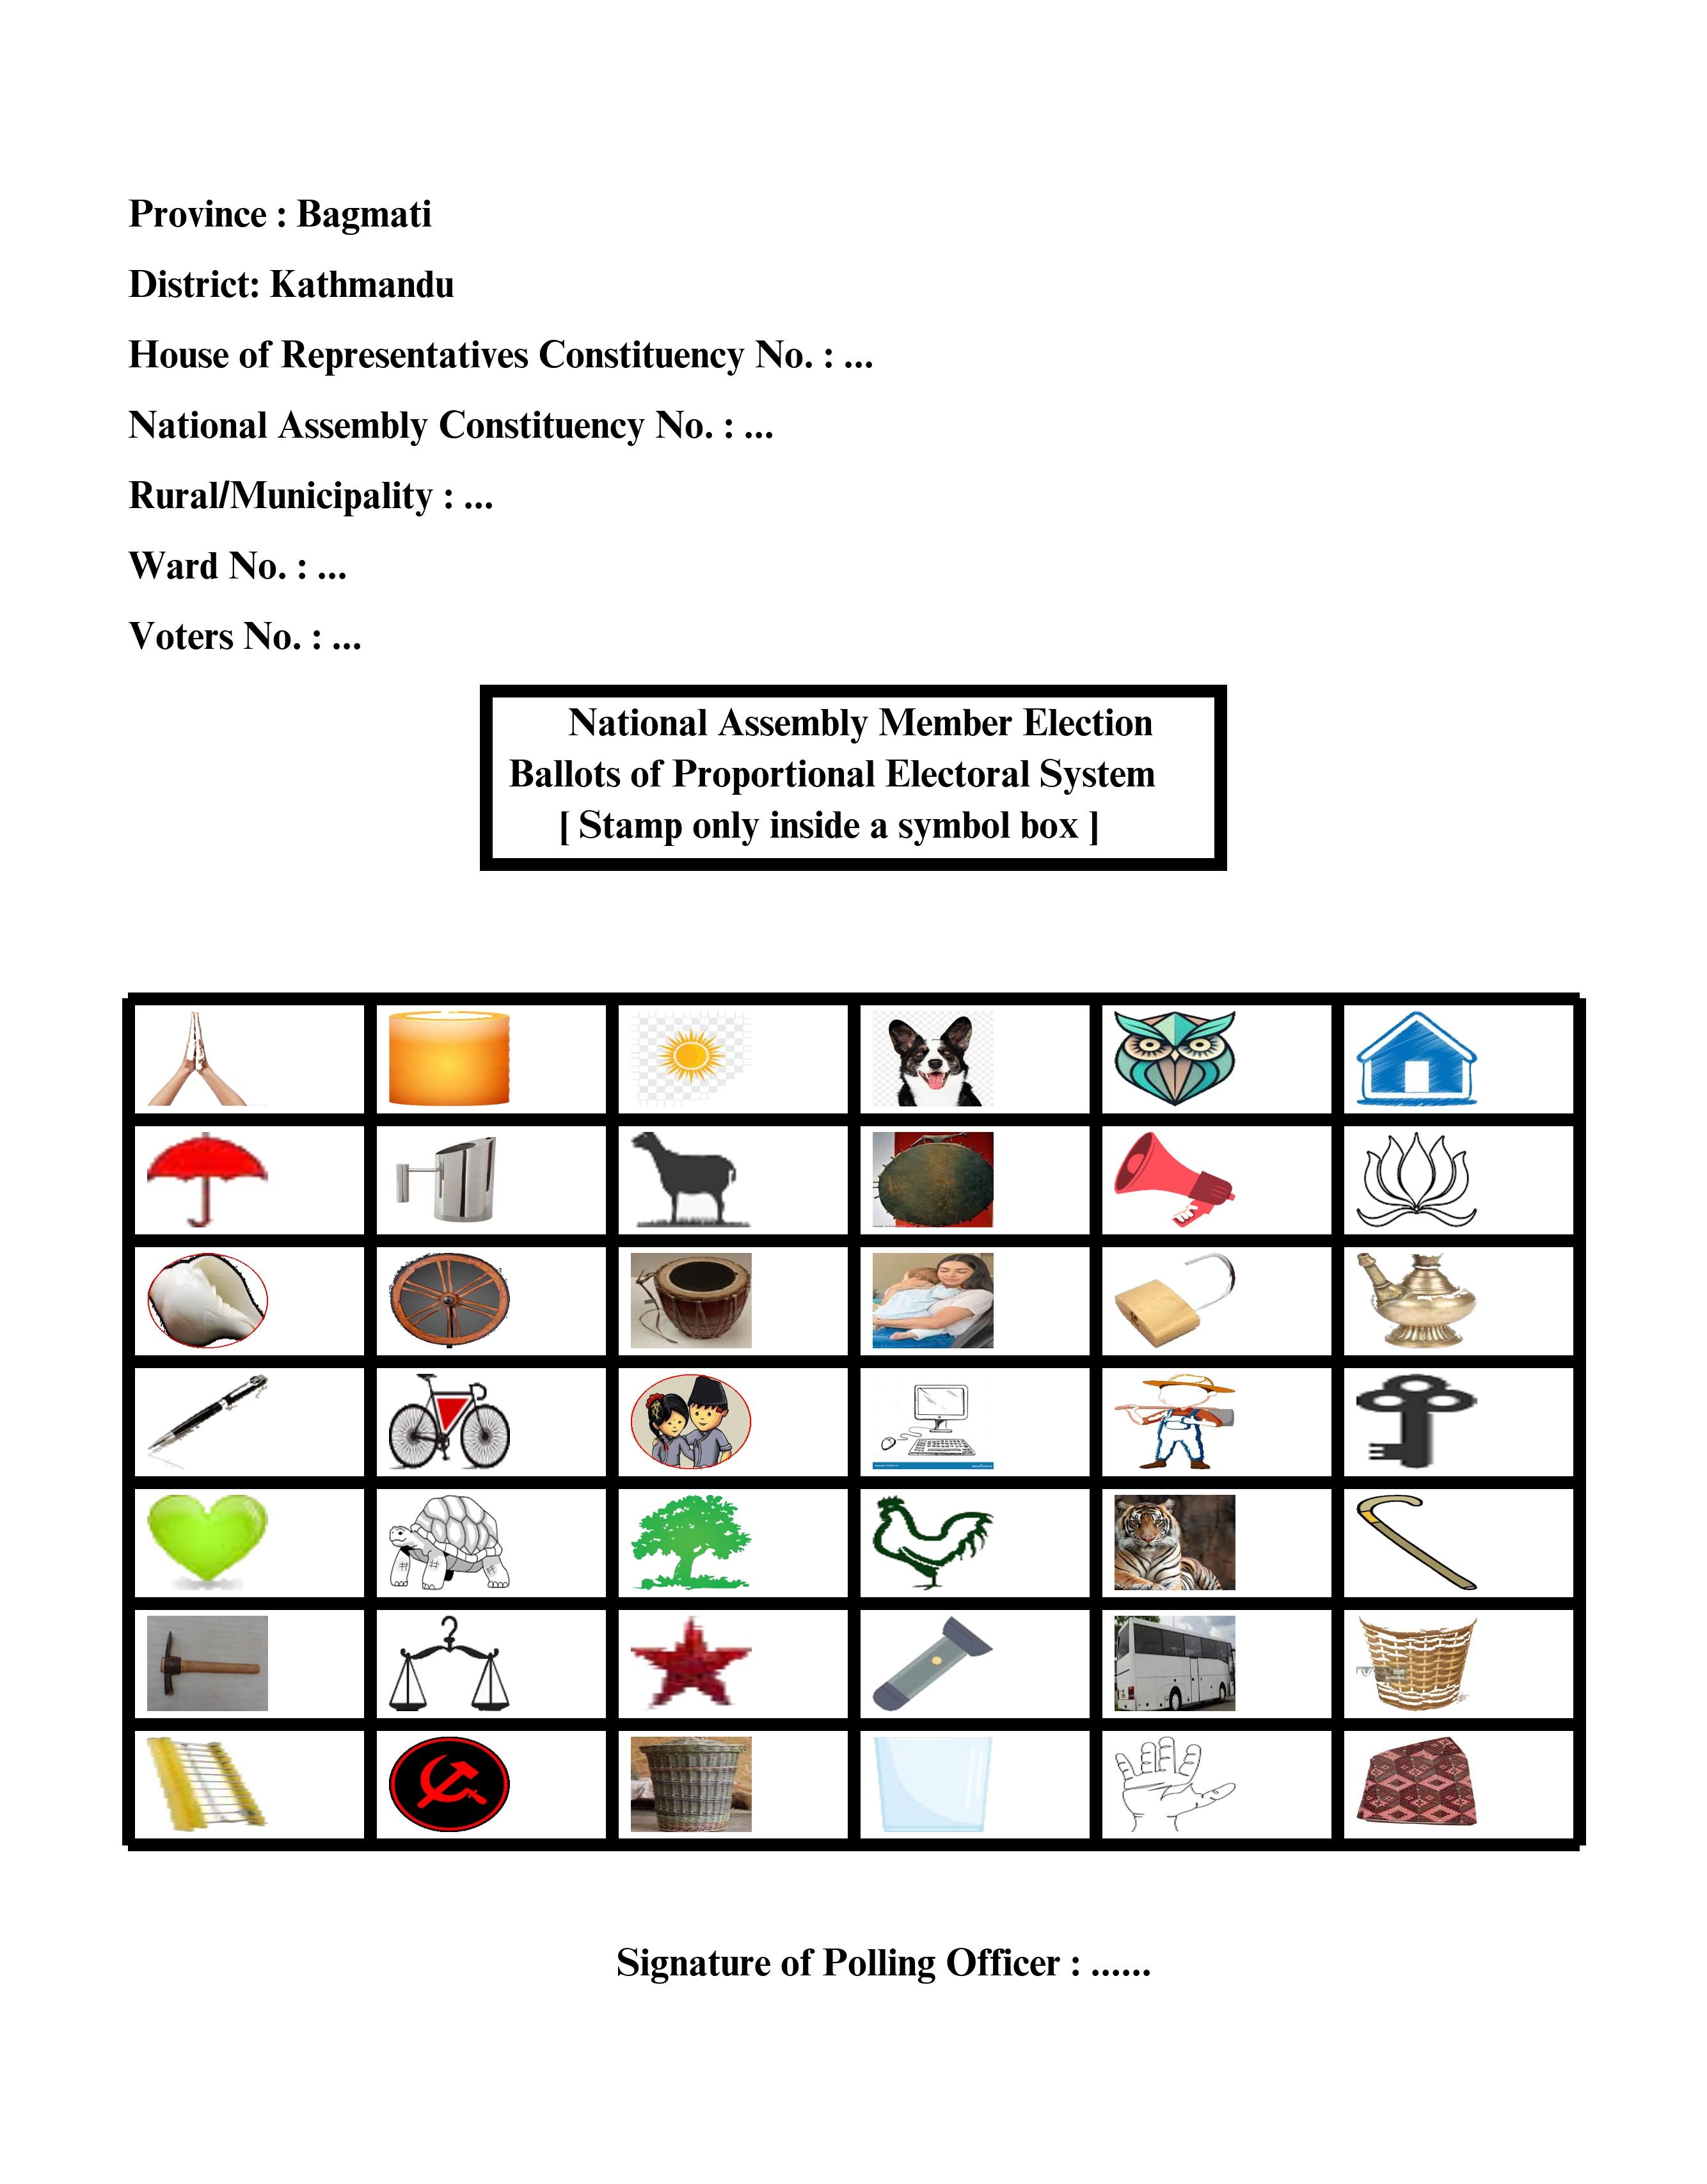 Province : Bagmati
District: Kathmandu
House of Representatives Constituency No. : ...
National Assembly Constituency No. : ...
Rural/Municipality : ...
Ward No. : ...
Voters No. : ...
National Assembly Member Election
Ballots of Proportional Electoral System
[ Stamp only inside a symbol box ]
Signature of Polling Officer : ......